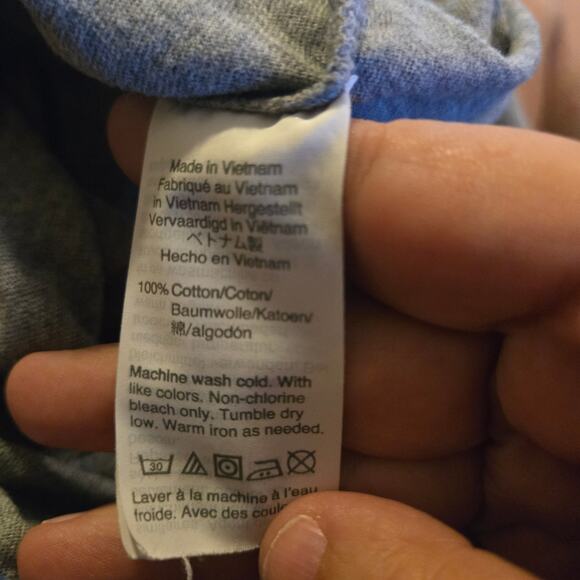 Made in Vietnam
Fabriqué au Vietnam
in Vietnam Hergestellt
Vervaardigd in Viëtnam
ベトナム製
Hecho en Vietnam
100% Cotton/Coton/
Baumwolle/Katoen/
綿/algodón
Machine wash cold. With
like colors. Non-chlorine
bleach only. Tumble dry
low. Warm iron as needed.
30
Laver à la machine à l'eau
froide. Avec des